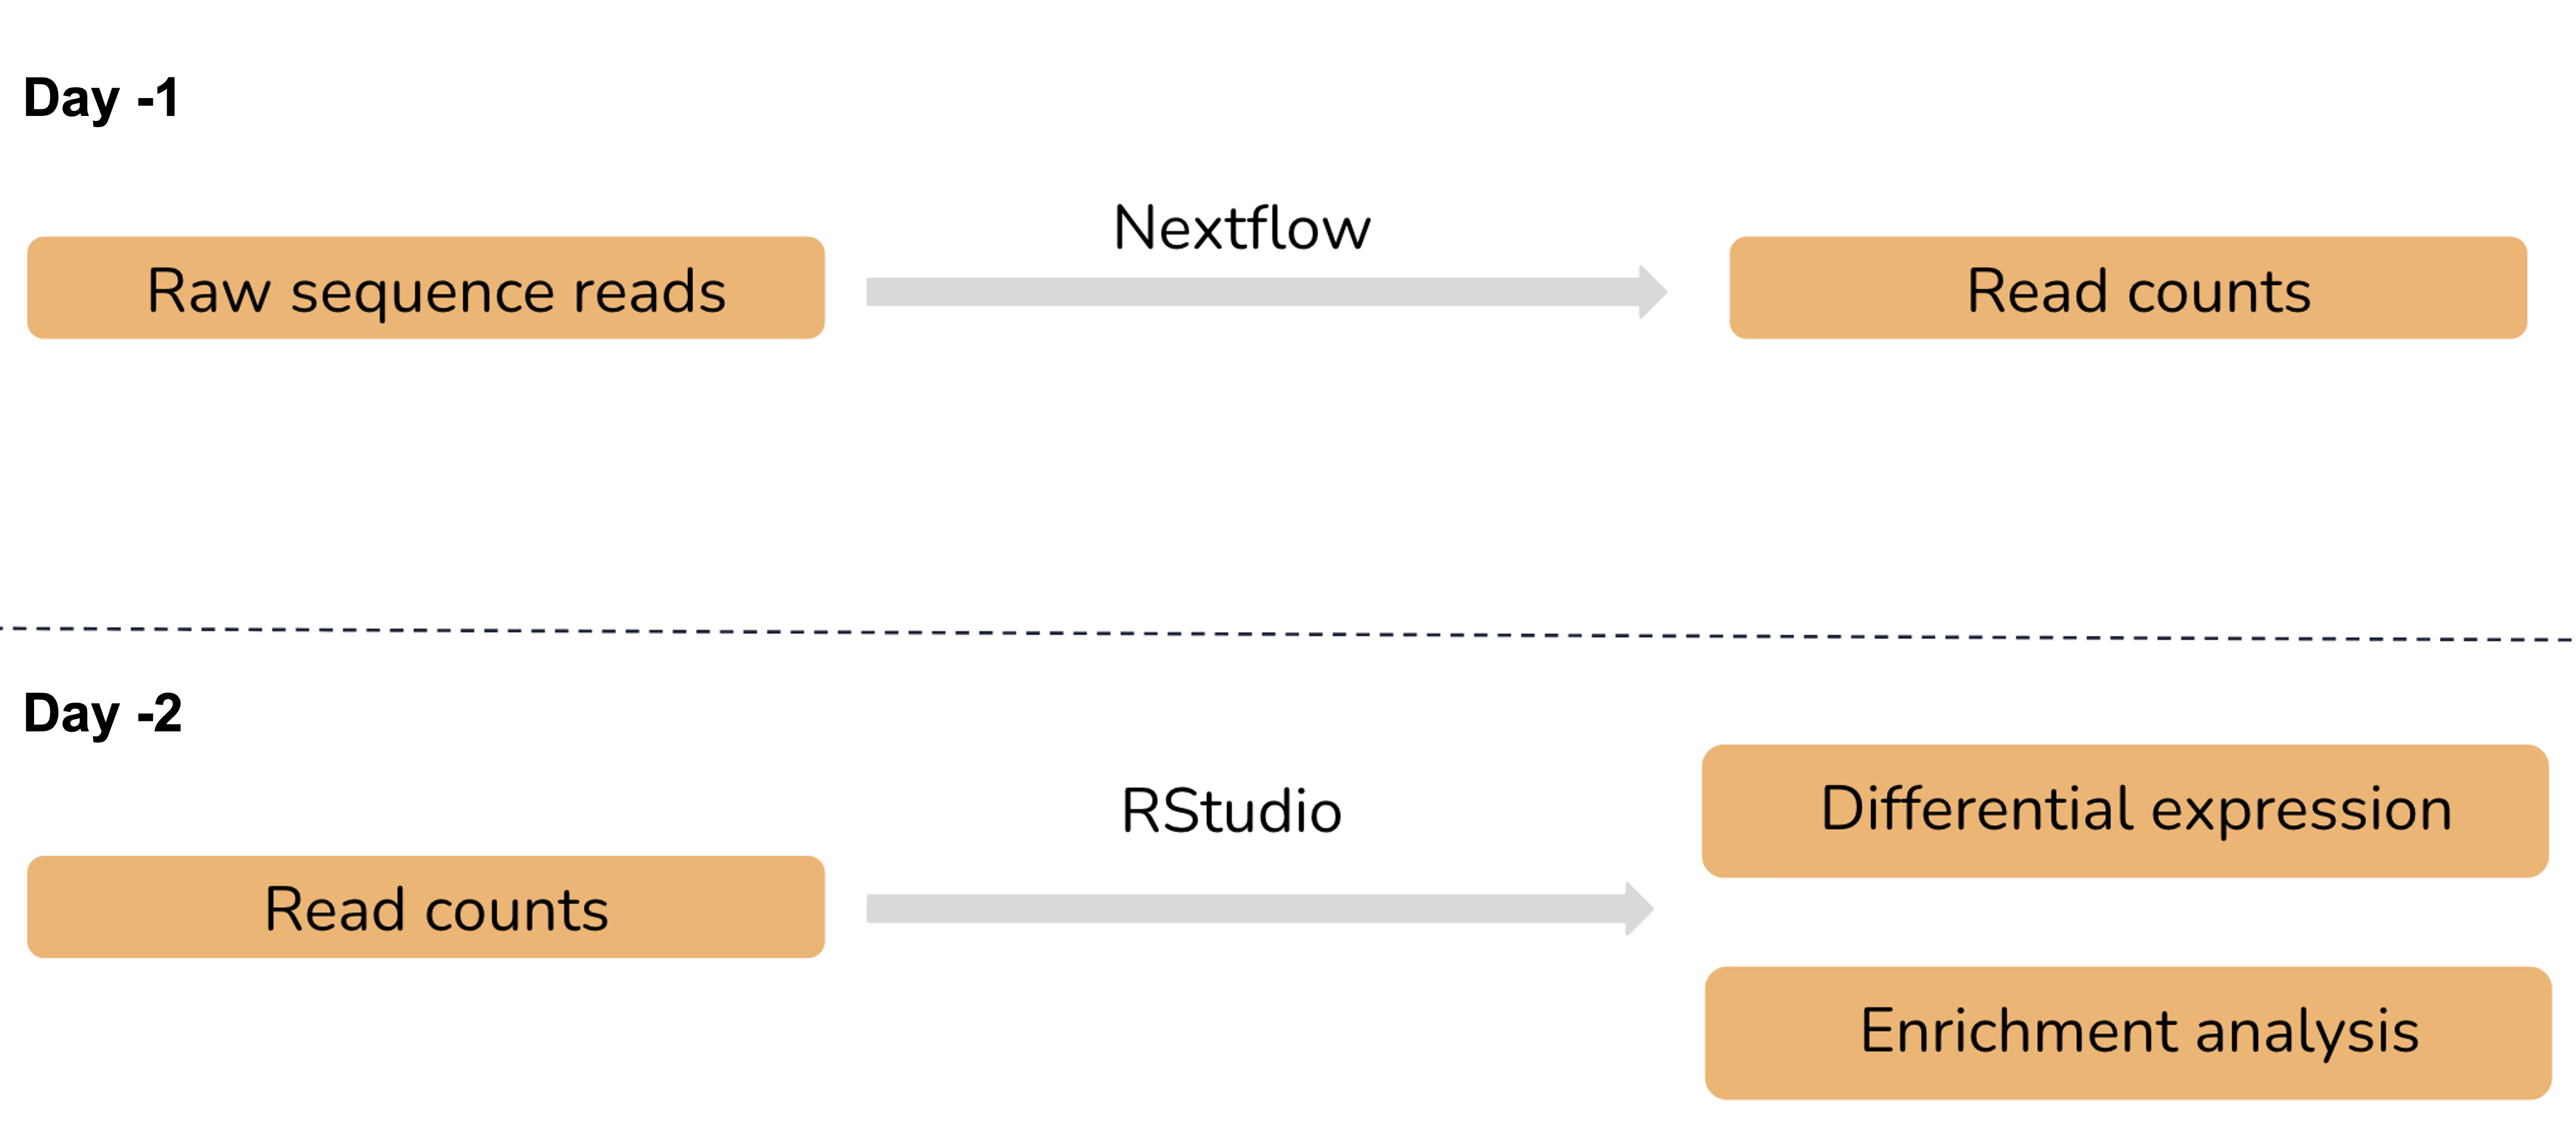 Day -1
Nextflow
Raw sequence reads
Read counts
Day -2
RStudio
Differential expression
Read counts
Enrichment analysis